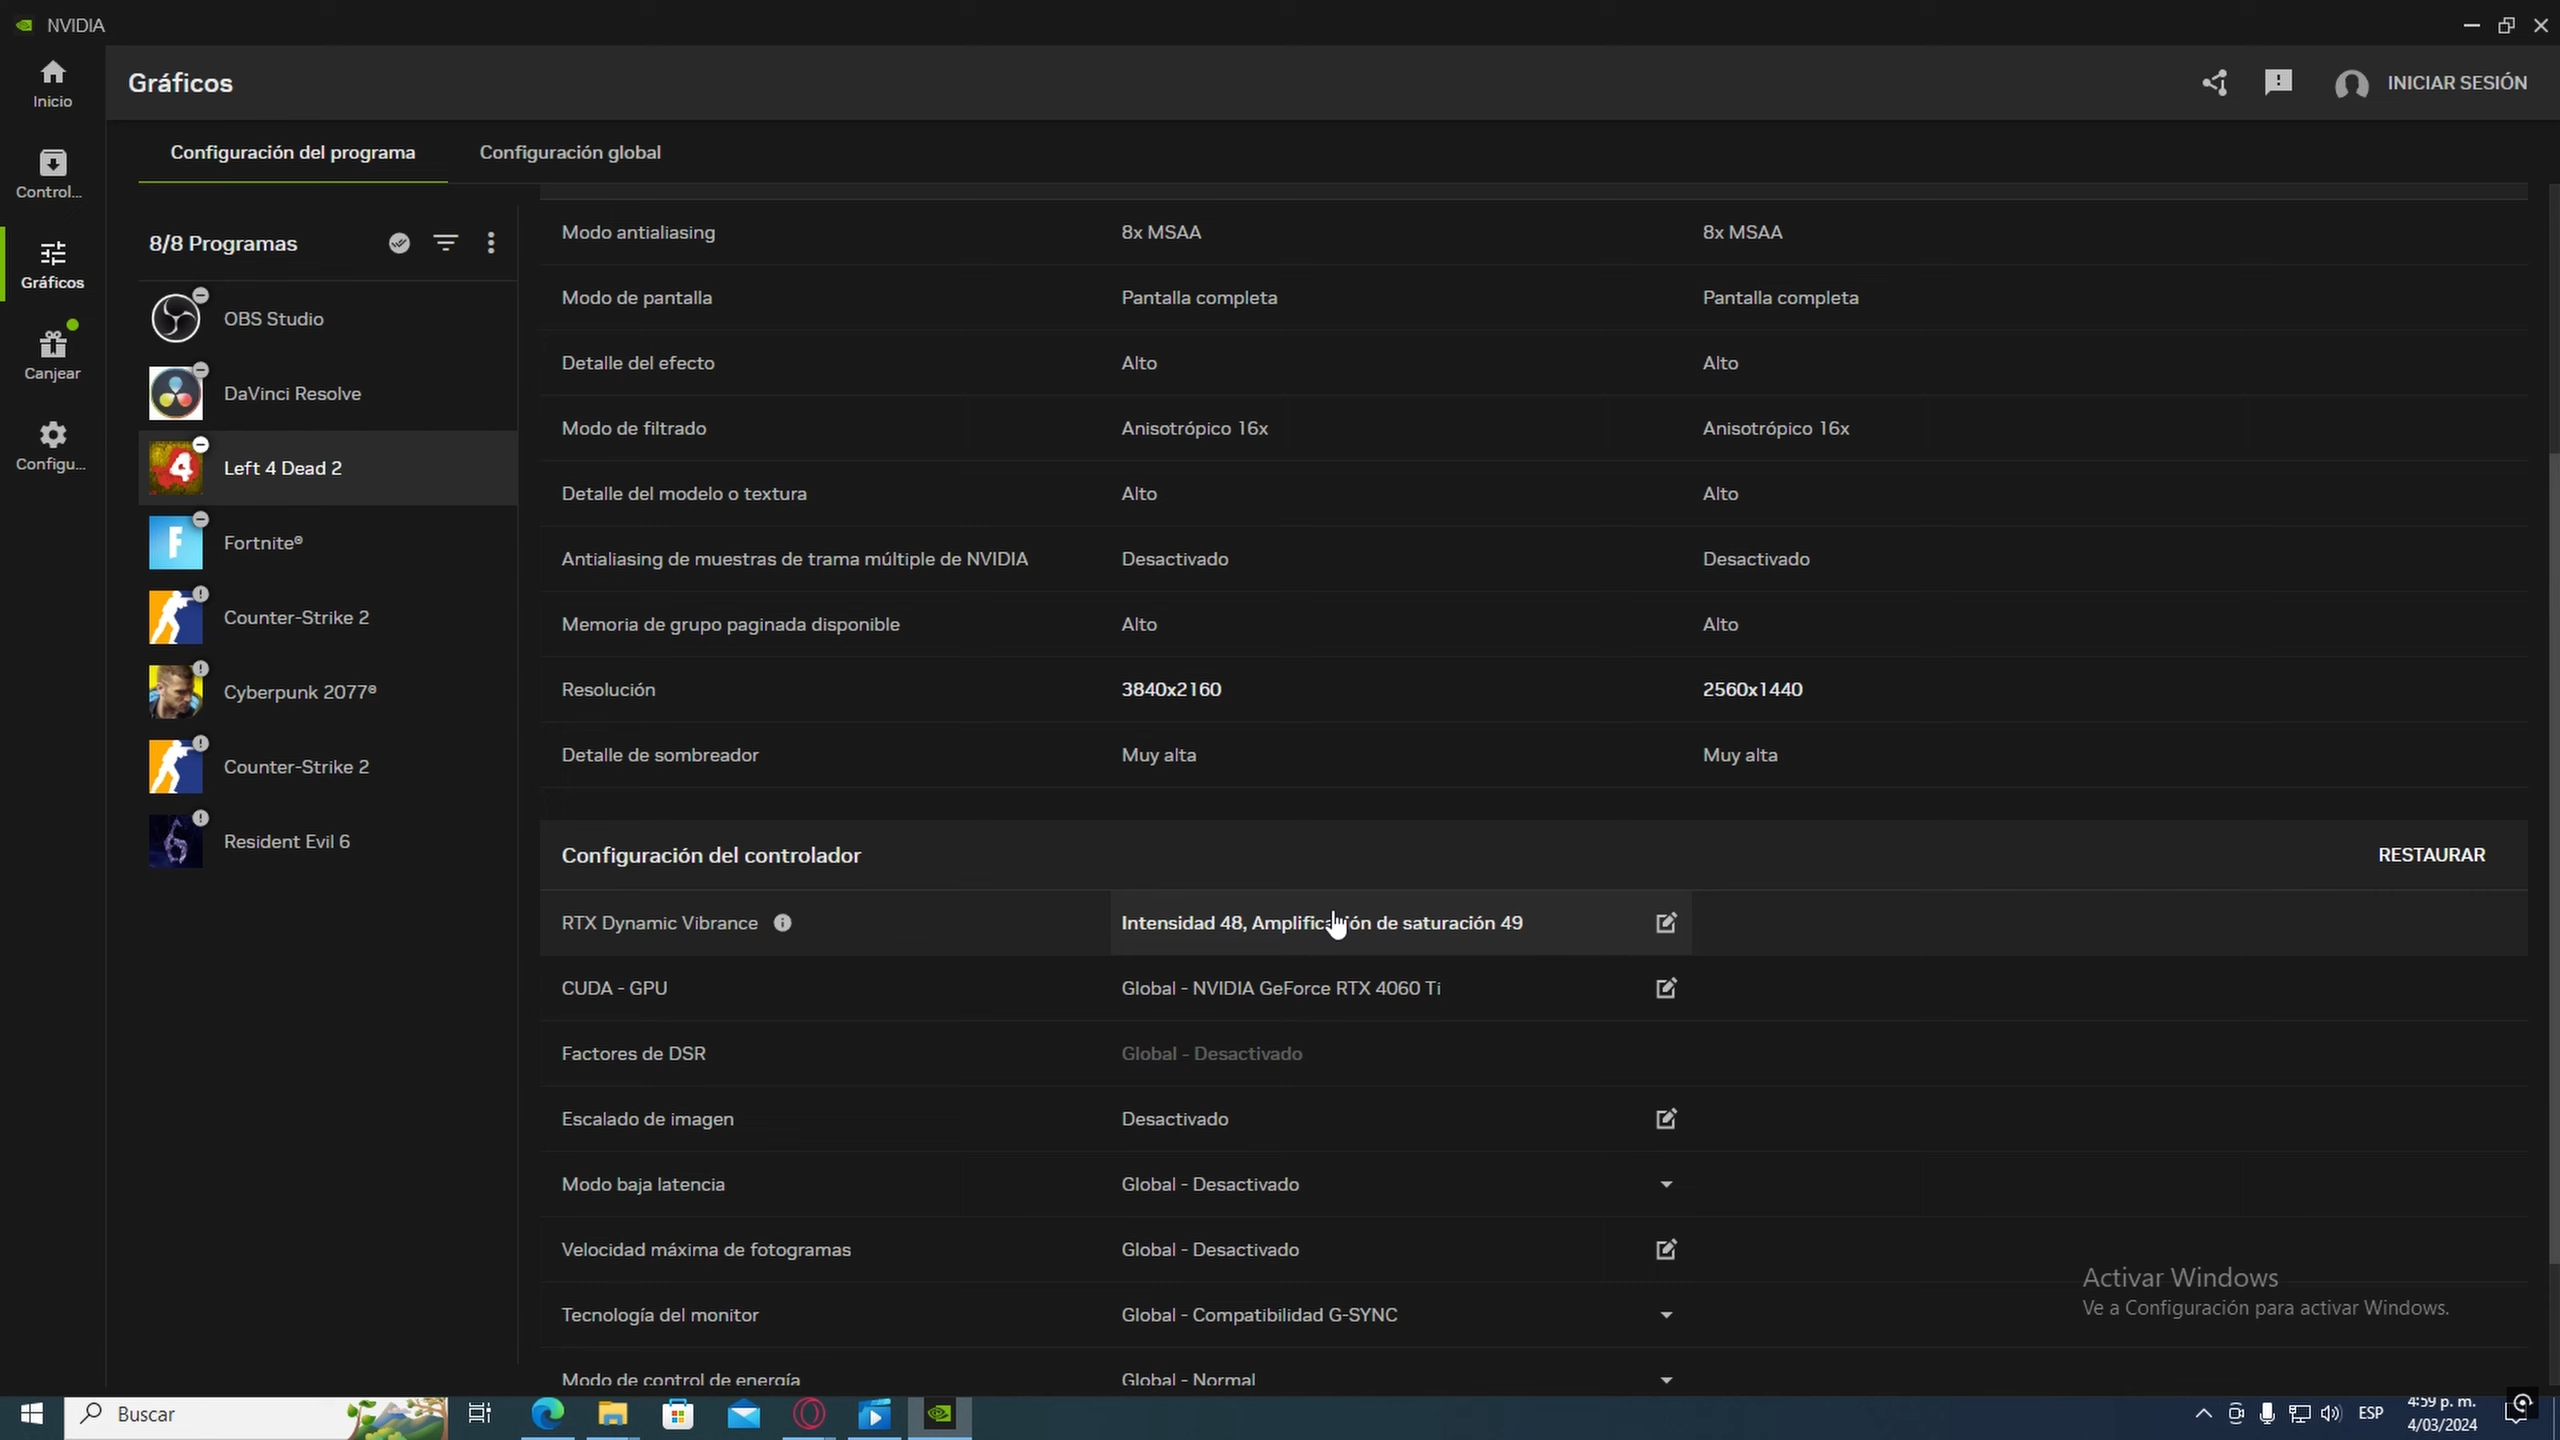 NVIDIA
Inicio
Gráficos
INICIAR SESIÓN
Control...
Gráficos
Canjear
Configu...
Configuración del programa
Configuración global
8/8 Programas
OBS Studio
DaVinci Resolve
Left 4 Dead 2
Fortnite®
Counter-Strike 2
Cyberpunk 2077®
Counter-Strike 2
Resident Evil 6
Modo antialiasing 8x MSAA 8x MSAA
Modo de pantalla Pantalla completa Pantalla completa
Detalle del efecto Alto Alto
Modo de filtrado Anisotrópico 16x Anisotrópico 16x
Detalle del modelo o textura Alto Alto
Antialiasing de muestras de trama múltiple de NVIDIA Desactivado Desactivado
Memoria de grupo paginada disponible Alto Alto
Resolución 3840x2160 2560x1440
Detalle de sombreador Muy alta Muy alta
Configuración del controlador RESTAURAR
RTX Dynamic Vibrance Intensidad 48, Amplificación de saturación 49
CUDA - GPU Global - NVIDIA GeForce RTX 4060 Ti
Factores de DSR Global - Desactivado
Escalado de imagen Desactivado
Modo baja latencia Global - Desactivado
Velocidad máxima de fotogramas Global - Desactivado
Tecnología del monitor Global - Compatibilidad G-SYNC
Modo de control de energía Global - Normal
Activar Windows
Ve a Configuración para activar Windows.
Buscar
ESP
4:59 p. m.
4/03/2024